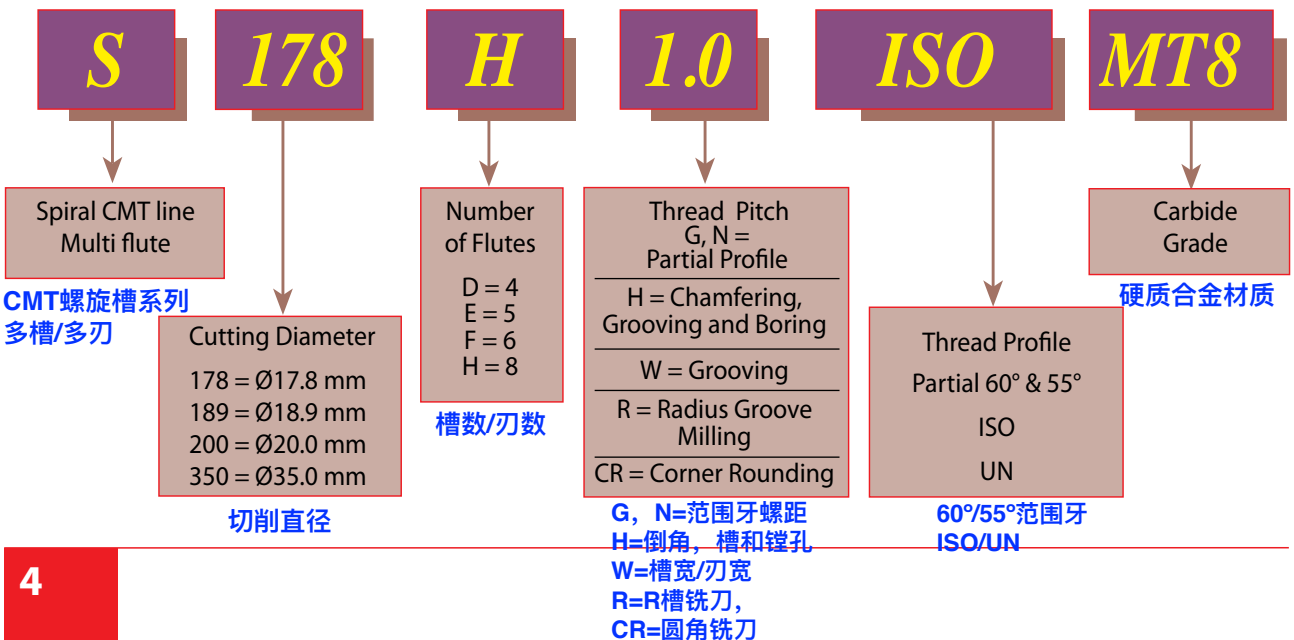 S 178 H 1.0 ISO MT8
Spiral CMT line
Multi flute
CMT螺旋槽系列
多槽/多刃
Cutting Diameter
178 = Ø17.8 mm
189 = Ø18.9 mm
200 = Ø20.0 mm
350 = Ø35.0 mm
切削直径
Number
of Flutes
D = 4
E = 5
F = 6
H = 8
槽数/刃数
Thread Pitch
G, N =
Partial Profile
H = Chamfering,
Grooving and Boring
W = Grooving
R = Radius Groove
Milling
CR = Corner Rounding
G，N=范围牙螺距
H=倒角，槽和镗孔
W=槽宽/刃宽
R=R槽铣刀，
CR=圆角铣刀
Thread Profile
Partial 60° & 55°
ISO
UN
60°/55°范围牙
ISO/UN
Carbide
Grade
硬质合金材质
4